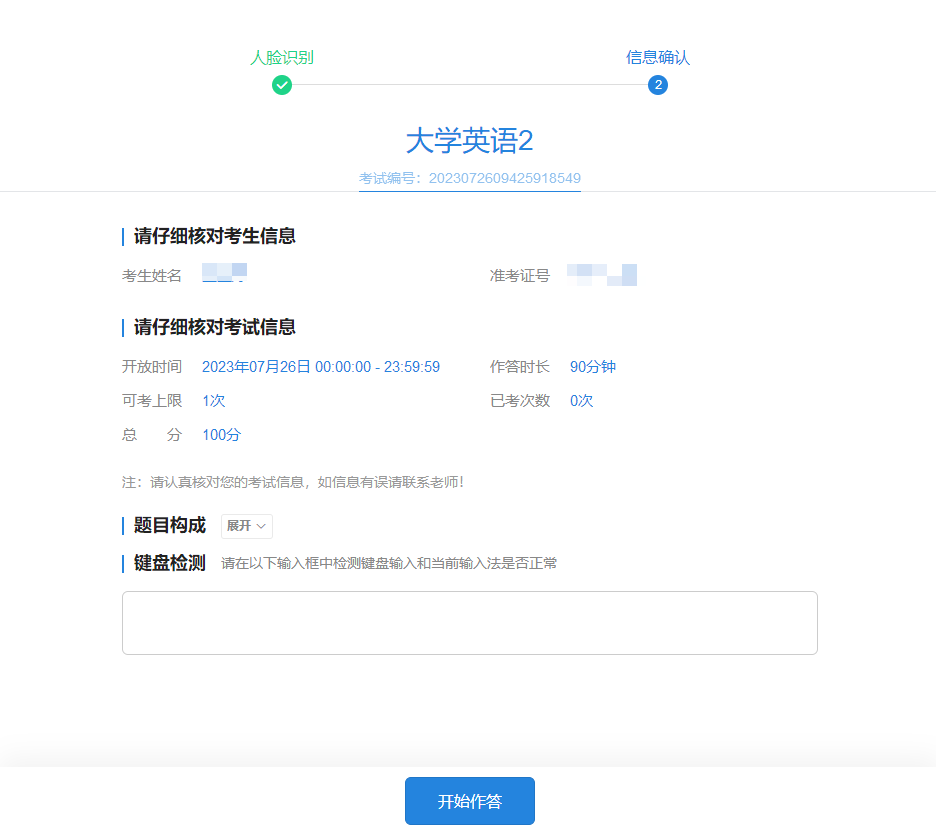 人脸识别
信息确认
2
大学英语2
考试编号：2023072609425918549
请仔细核对考生信息
考生姓名
准考证号
请仔细核对考试信息
开放时间 2023年07月26日 00:00:00 - 23:59:59 作答时长 90分钟
可考上限 1次 已考次数 0次
总 分 100分
注：请认真核对您的考试信息，如信息有误请联系老师！
题目构成 展开
键盘检测 请在以下输入框中检测键盘输入和当前输入法是否正常
开始作答